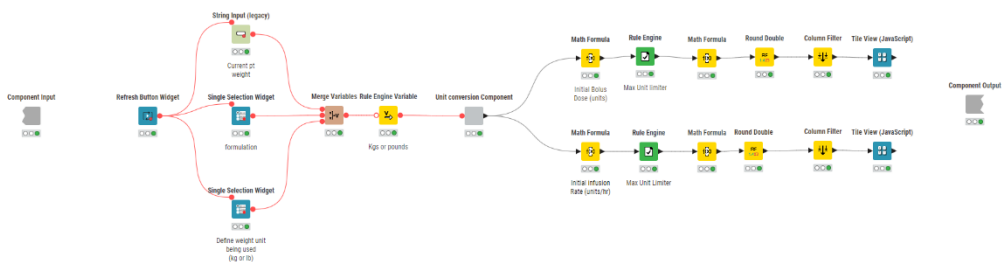 String Input (legacy)
Current pt
weight
Component Input
Refresh Button Widget
Single Selection Widget
formulation
Single Selection Widget
Define weight unit
being used
(kg or lb)
Merge Variables
Rule Engine Variable
Kgs or pounds
Unit conversion Component
Math Formula
Initial Bolus
Dose (units)
Rule Engine
Max Unit limiter
Math Formula
Round Double
Column Filter
Tile View (JavaScript)
Math Formula
Initial Infusion
Rate (units/hr)
Rule Engine
Max Unit Limiter
Math Formula
Round Double
Column Filter
Tile View (JavaScript)
Component Output